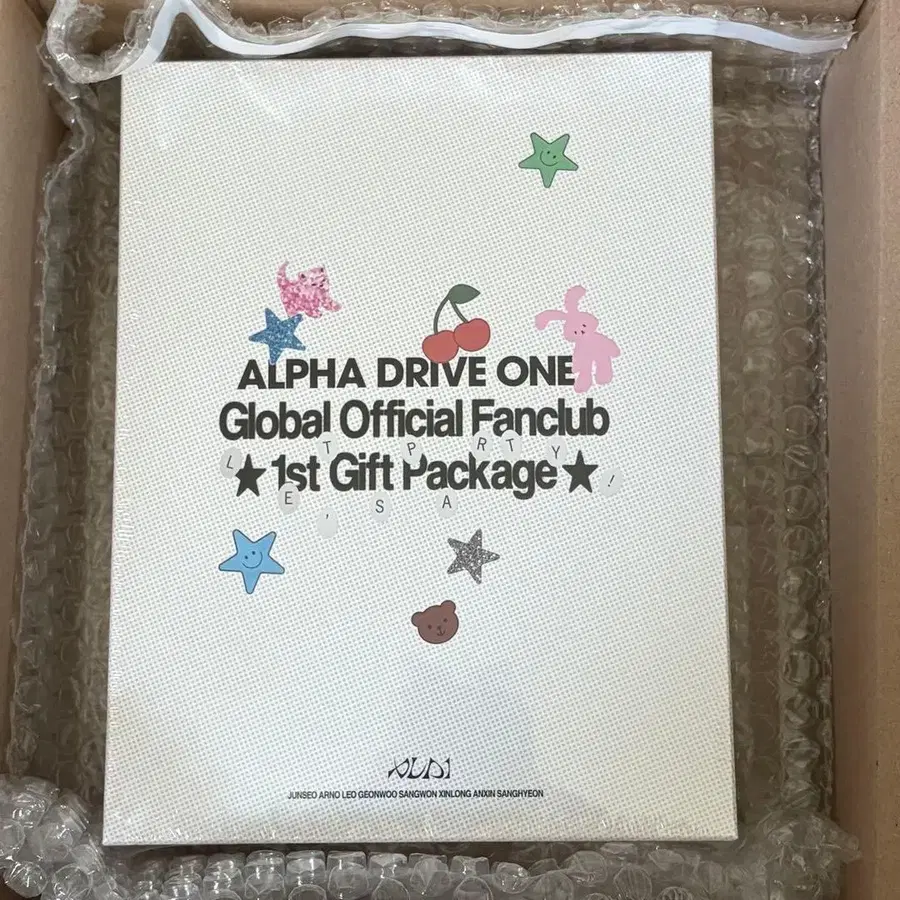 ALPHA DRIVE ONE
Global Official Fanclub
★ 1st Gift Package ★
LET'S PARTY!
JUNSEO ARNO LEO GEONWOO SANGWON XINLONG ANXIN SANGHYEON